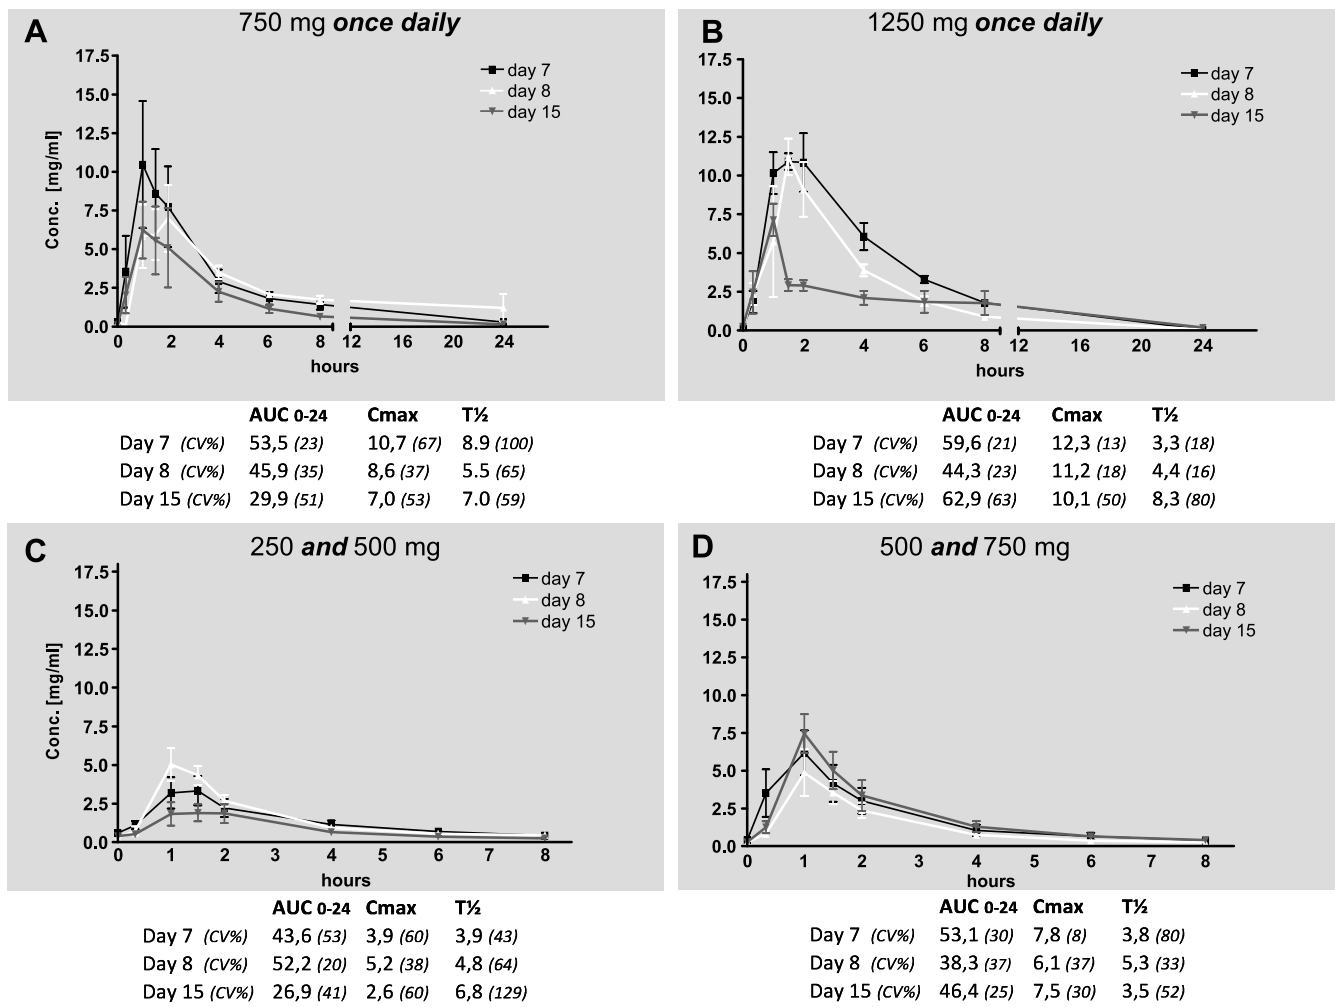 A
750 mg once daily
17.5
15.0
12.5
10.0
7.5
5.0
2.5
0.0
Conc. [mg/ml]
day 7
day 8
day 15
0 2 4 6 8 12 16 20 24
hours
AUC 0-24 Cmax T½
Day 7 (CV%) 53,5 (23) 10,7 (67) 8.9 (100)
Day 8 (CV%) 45,9 (35) 8,6 (37) 5.5 (65)
Day 15 (CV%) 29,9 (51) 7,0 (53) 7.0 (59)
B
1250 mg once daily
17.5
15.0
12.5
10.0
7.5
5.0
2.5
0.0
day 7
day 8
day 15
0 2 4 6 8 12 16 20 24
hours
AUC 0-24 Cmax T½
Day 7 (CV%) 59,6 (21) 12,3 (13) 3,3 (18)
Day 8 (CV%) 44,3 (23) 11,2 (18) 4,4 (16)
Day 15 (CV%) 62,9 (63) 10,1 (50) 8,3 (80)
C
250 and 500 mg
17.5
15.0
12.5
10.0
7.5
5.0
2.5
0.0
Conc. [mg/ml]
day 7
day 8
day 15
0 1 2 4 6 7 8
hours
AUC 0-24 Cmax T½
Day 7 (CV%) 43,6 (53) 3,9 (60) 3,9 (43)
Day 8 (CV%) 52,2 (20) 5,2 (38) 4,8 (64)
Day 15 (CV%) 26,9 (41) 2,6 (60) 6,8 (129)
D
500 and 750 mg
17.5
15.0
12.5
10.0
7.5
5.0
2.5
0.0
day 7
day 8
day 15
0 1 2 4 5 6 7 8
hours
AUC 0-24 Cmax T½
Day 7 (CV%) 53,1 (30) 7,8 (8) 3,8 (80)
Day 8 (CV%) 38,3 (37) 6,1 (37) 5,3 (33)
Day 15 (CV%) 46,4 (25) 7,5 (30) 3,5 (52)